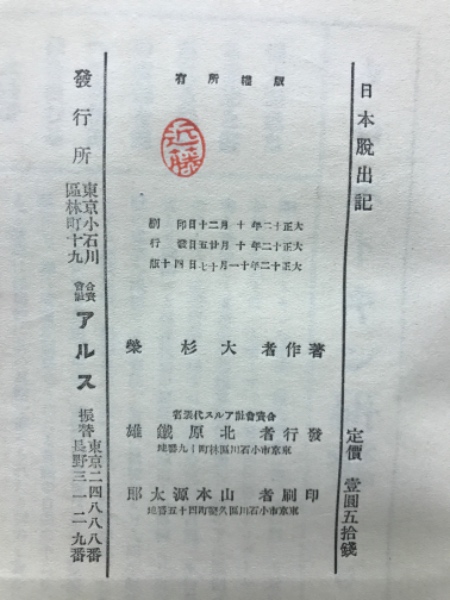 日本脱出記
定價 壹圓五拾錢
版權所有
近藤
大正十二年十月二十日印刷
大正十二年十月廿五日發行
大正十二年十一月十七日四十版
著作者 大杉榮
合資會社アルス代表者
發行者 北原鐵雄
東京市小石川區林町十九番地
印刷者 山本源太郎
東京市小石川區久堅町四十五番地
發行所
東京小石川
區林町十九
合資
會社
アルス
振替
東京二四八八八番
長野三一二九番